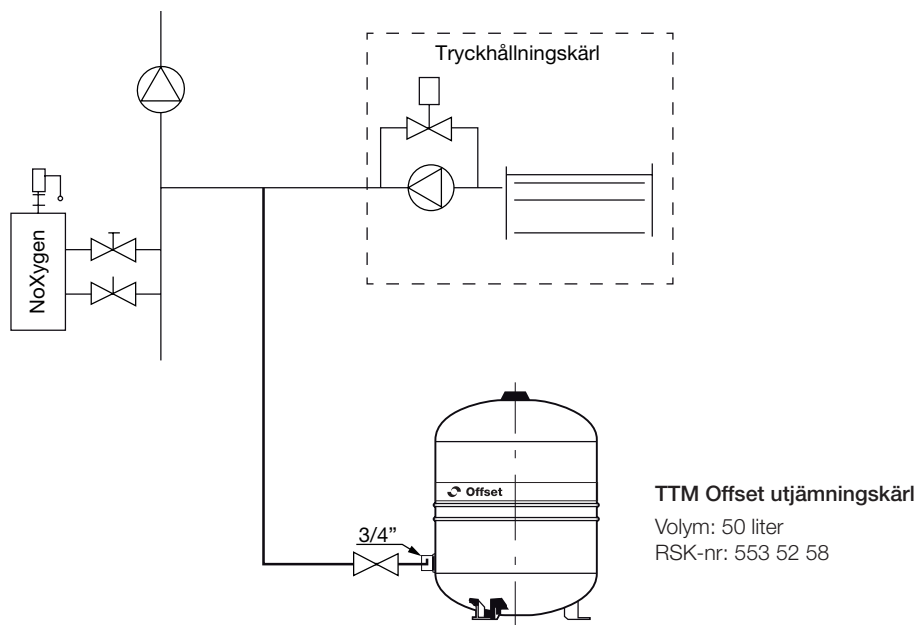 Tryckhållningskärl
NoXygen
Offset
3/4”
TTM Offset utjämningskärl
Volym: 50 liter
RSK-nr: 553 52 58